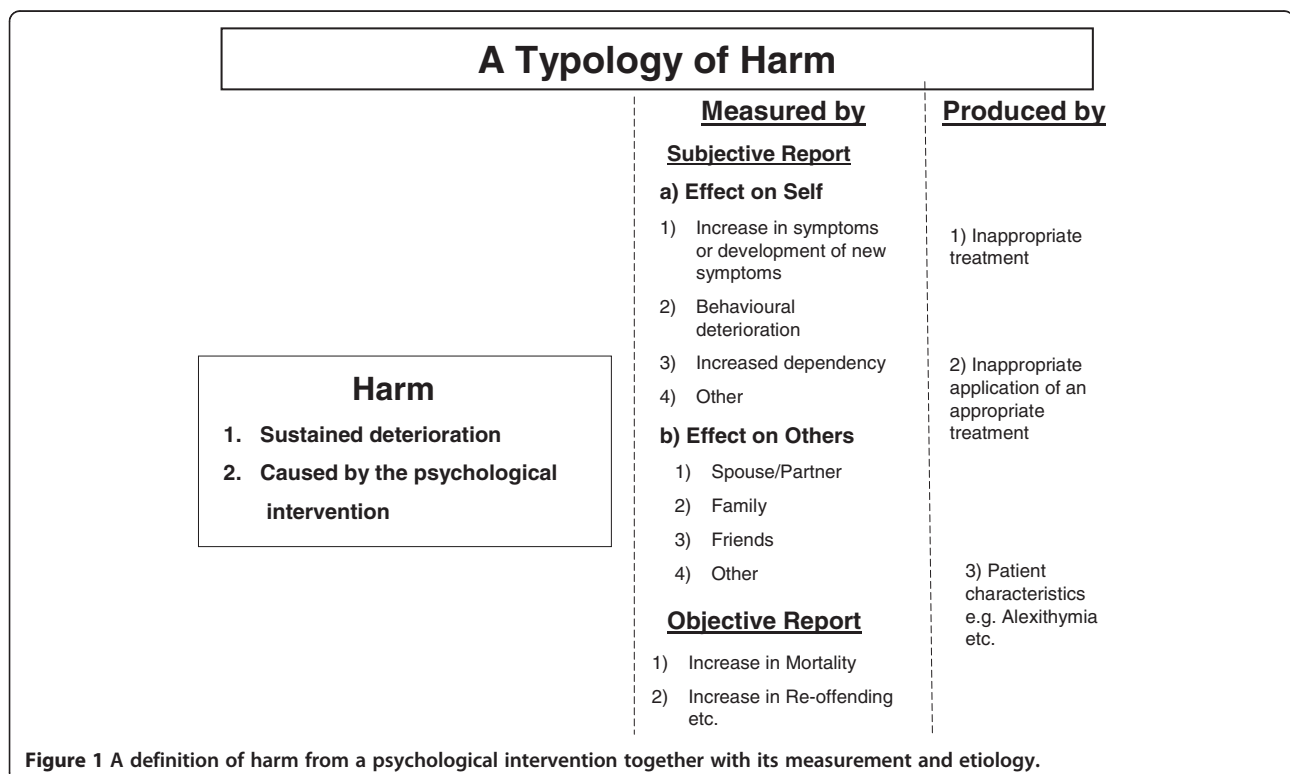 A Typology of Harm
Harm
1. Sustained deterioration
2. Caused by the psychological
intervention
Measured by
Subjective Report
a) Effect on Self
1) Increase in symptoms
or development of new
symptoms
2) Behavioural
deterioration
3) Increased dependency
4) Other
b) Effect on Others
1) Spouse/Partner
2) Family
3) Friends
4) Other
Objective Report
1) Increase in Mortality
2) Increase in Re-offending
etc.
Produced by
1) Inappropriate
treatment
2) Inappropriate
application of an
appropriate
treatment
3) Patient
characteristics
e.g. Alexithymia
etc.
Figure 1 A definition of harm from a psychological intervention together with its measurement and etiology.